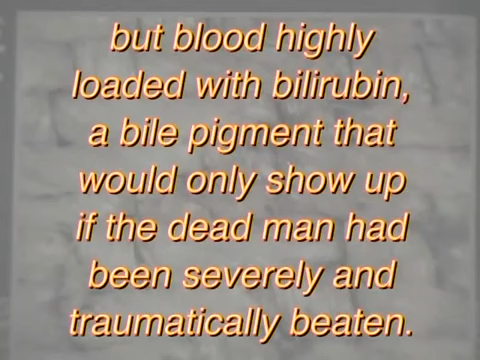 but blood highly
loaded with bilirubin,
a bile pigment that
would only show up
if the dead man had
been severely and
traumatically beaten.